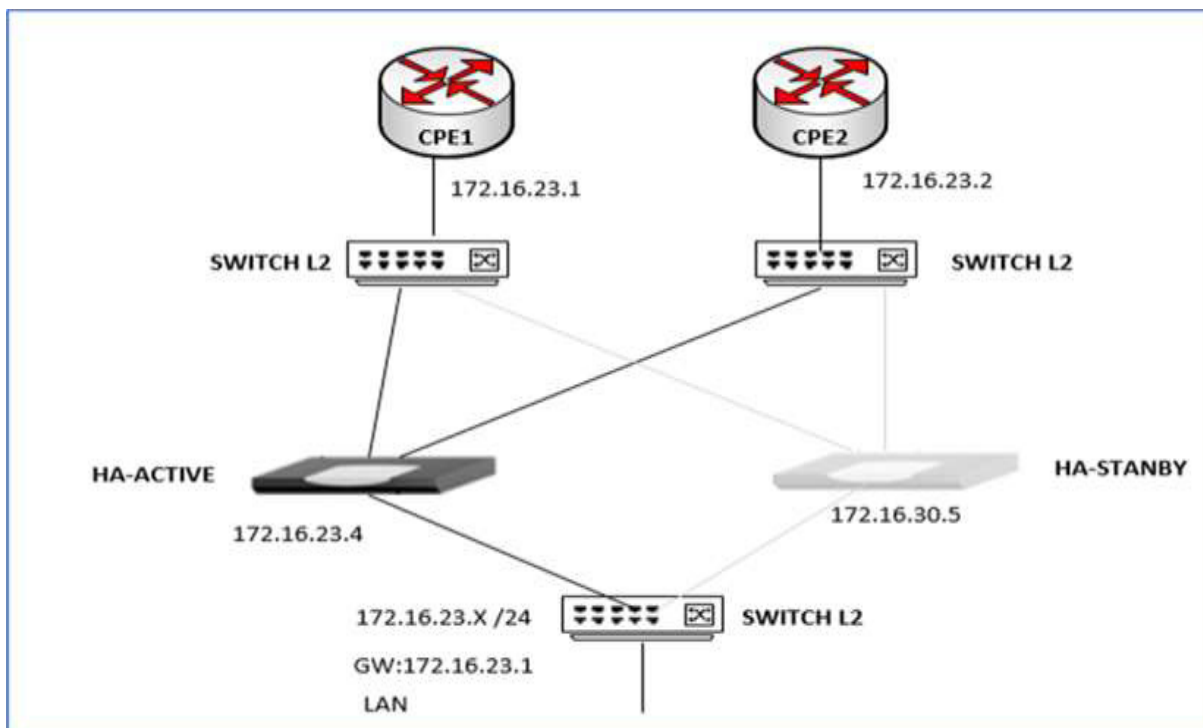 CPE1
CPE2
172.16.23.1
172.16.23.2
SWITCH L2
SWITCH L2
HA-ACTIVE
HA-STANBY
172.16.23.4
172.16.30.5
172.16.23.X /24
SWITCH L2
GW:172.16.23.1
LAN